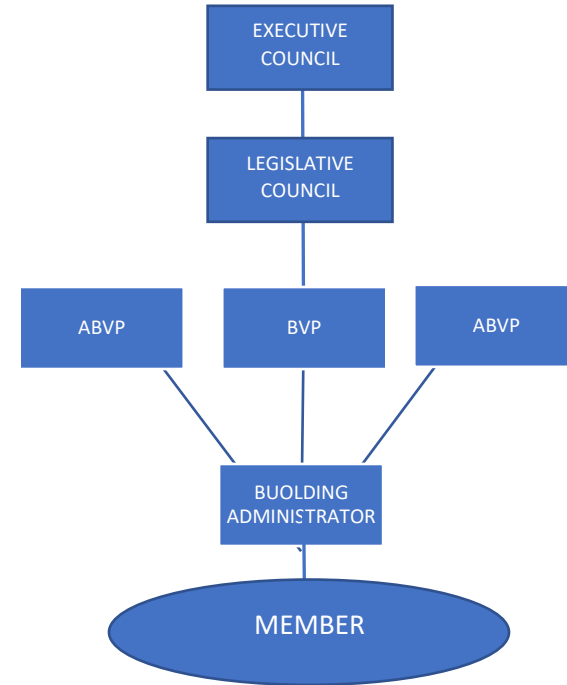 EXECUTIVE
COUNCIL
LEGISLATIVE
COUNCIL
ABVP
BVP
ABVP
BUOLDING
ADMINISTRATOR
MEMBER